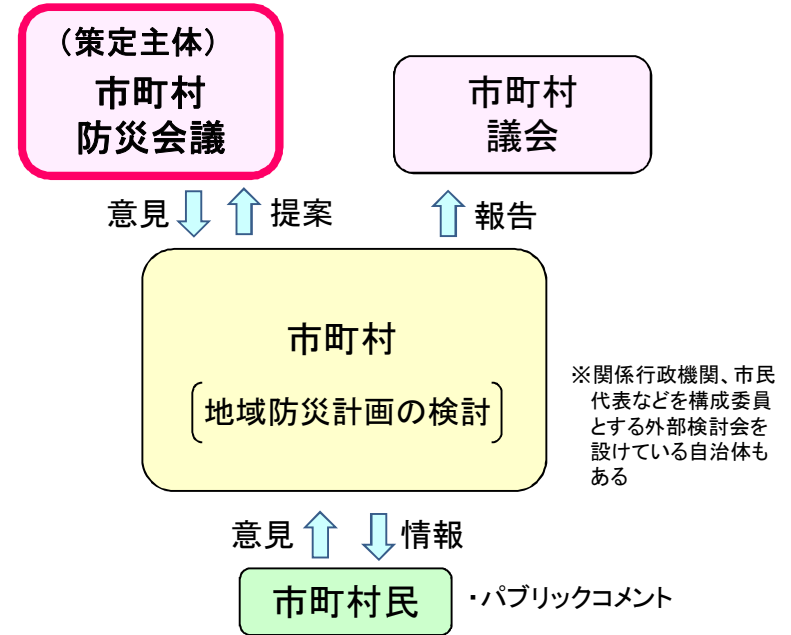 （策定主体）
市町村
防災会議
市町村
議会
意見
提案
報告
市町村
地域防災計画の検討
※関係行政機関、市民
代表などを構成委員
とする外部検討会を
設けている自治体も
ある
意見
情報
市町村民
・パブリックコメント